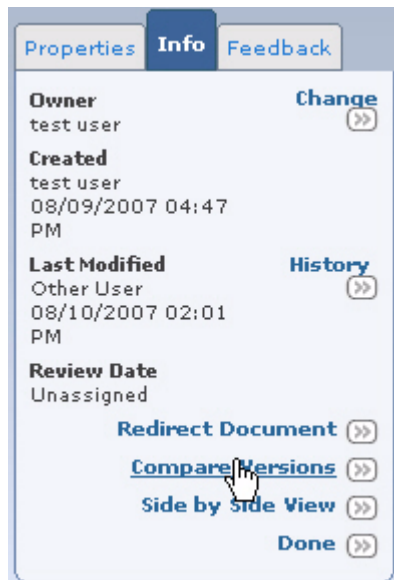 Properties Info Feedback
Owner Change
test user
Created
test user
08/09/2007 04:47
PM
Last Modified History
Other User
08/10/2007 02:01
PM
Review Date
Unassigned
Redirect Document
Compare Versions
Side by Side View
Done